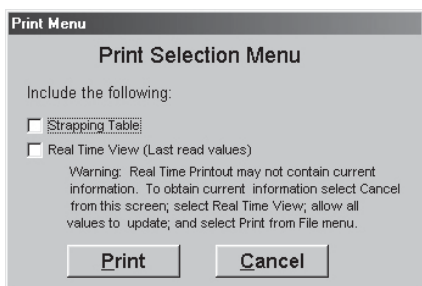 Print Menu
Print Selection Menu
Include the following:
Strapping Table
Real Time View (Last read values)
Warning: Real Time Printout may not contain current
information. To obtain current information select Cancel
from this screen; select Real Time View; allow all
values to update; and select Print from File menu.
Print
Cancel